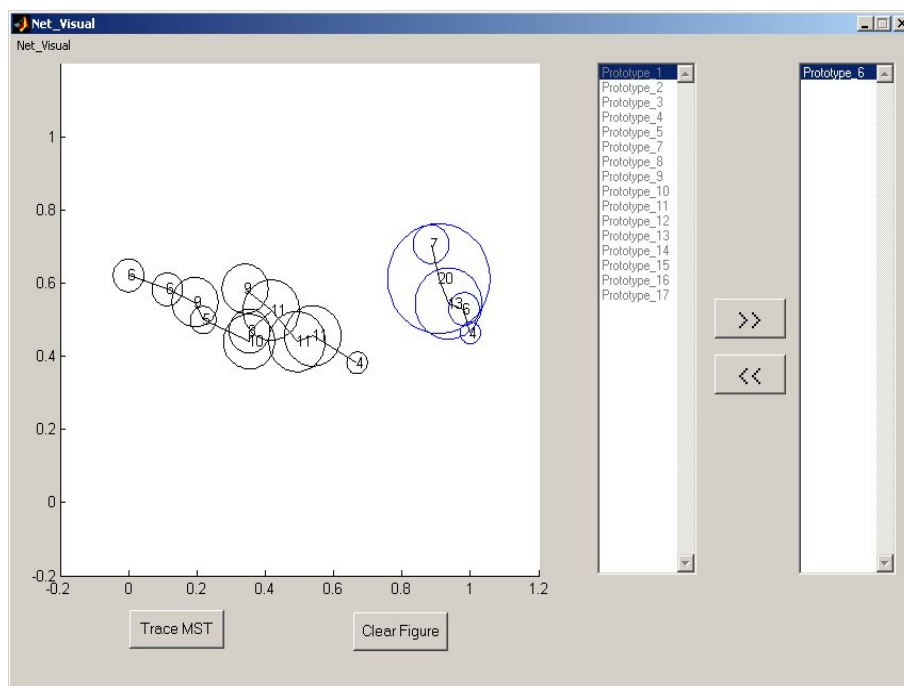 Net_Visual
Net_Visual
1
0.8
0.6
0.4
0.2
0
-0.2
-0.2 0 0.2 0.4 0.6 0.8 1 1.2
6 6 9 5 9 11 8 10 11 11 4
7 20 13 6 4
Trace MST
Clear Figure
Prototype_1
Prototype_2
Prototype_3
Prototype_4
Prototype_5
Prototype_7
Prototype_8
Prototype_9
Prototype_10
Prototype_11
Prototype_12
Prototype_13
Prototype_14
Prototype_15
Prototype_16
Prototype_17
>>
<<
Prototype_6